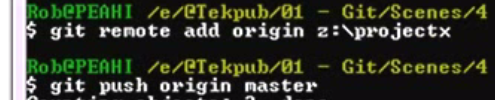 Rob@PEAHI /e/@Tekpub/01 - Git/Scenes/4
$ git remote add origin z:\projectx
Rob@PEAHI /e/@Tekpub/01 - Git/Scenes/4
$ git push origin master